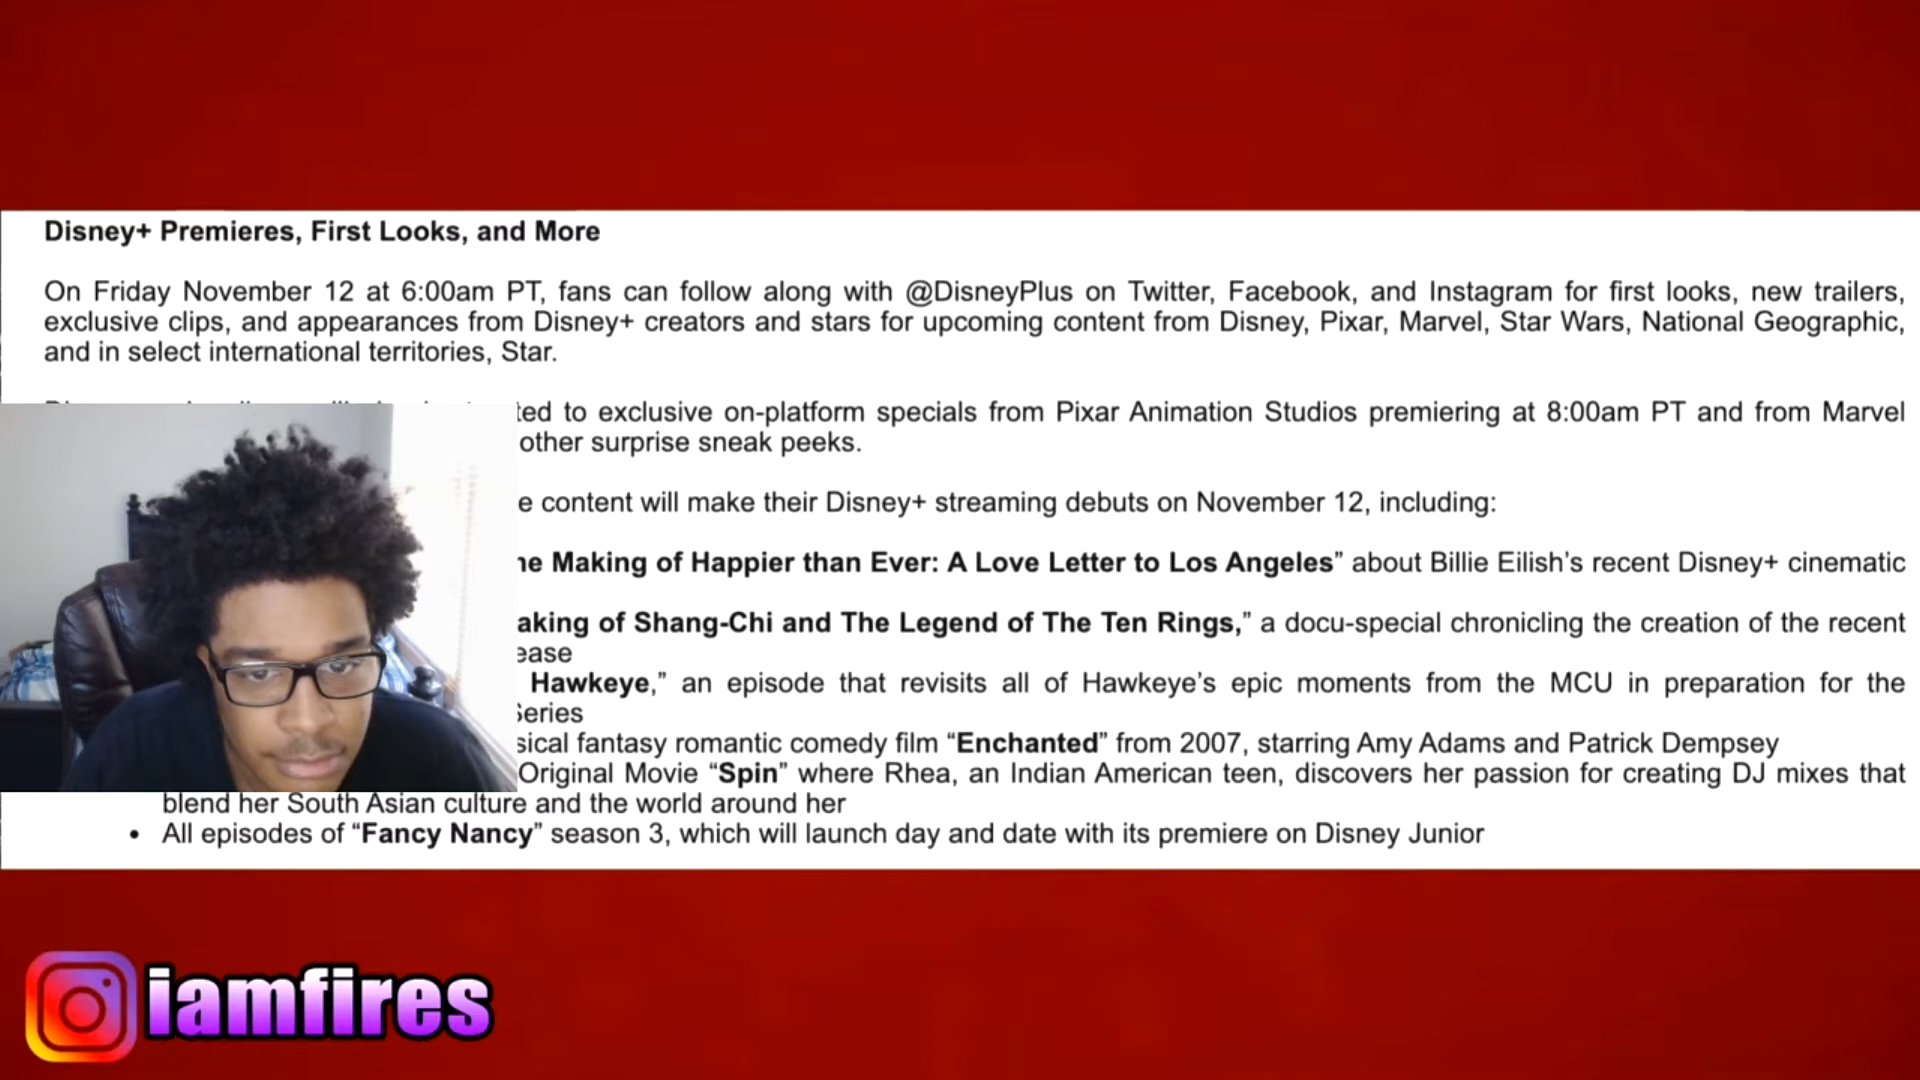 Disney+ Premieres, First Looks, and More
On Friday November 12 at 6:00am PT, fans can follow along with @DisneyPlus on Twitter, Facebook, and Instagram for first looks, new trailers,
exclusive clips, and appearances from Disney+ creators and stars for upcoming content from Disney, Pixar, Marvel, Star Wars, National Geographic,
and in select international territories, Star.
to exclusive on-platform specials from Pixar Animation Studios premiering at 8:00am PT and from Marvel
other surprise sneak peeks.
content will make their Disney+ streaming debuts on November 12, including:
Making of Happier than Ever: A Love Letter to Los Angeles” about Billie Eilish’s recent Disney+ cinematic
of Shang-Chi and The Legend of The Ten Rings,” a docu-special chronicling the creation of the recent
Hawkeye,” an episode that revisits all of Hawkeye’s epic moments from the MCU in preparation for the
Series
fantasy romantic comedy film “Enchanted” from 2007, starring Amy Adams and Patrick Dempsey
Original Movie “Spin” where Rhea, an Indian American teen, discovers her passion for creating DJ mixes that
blend her South Asian culture and the world around her
• All episodes of “Fancy Nancy” season 3, which will launch day and date with its premiere on Disney Junior
iamfires